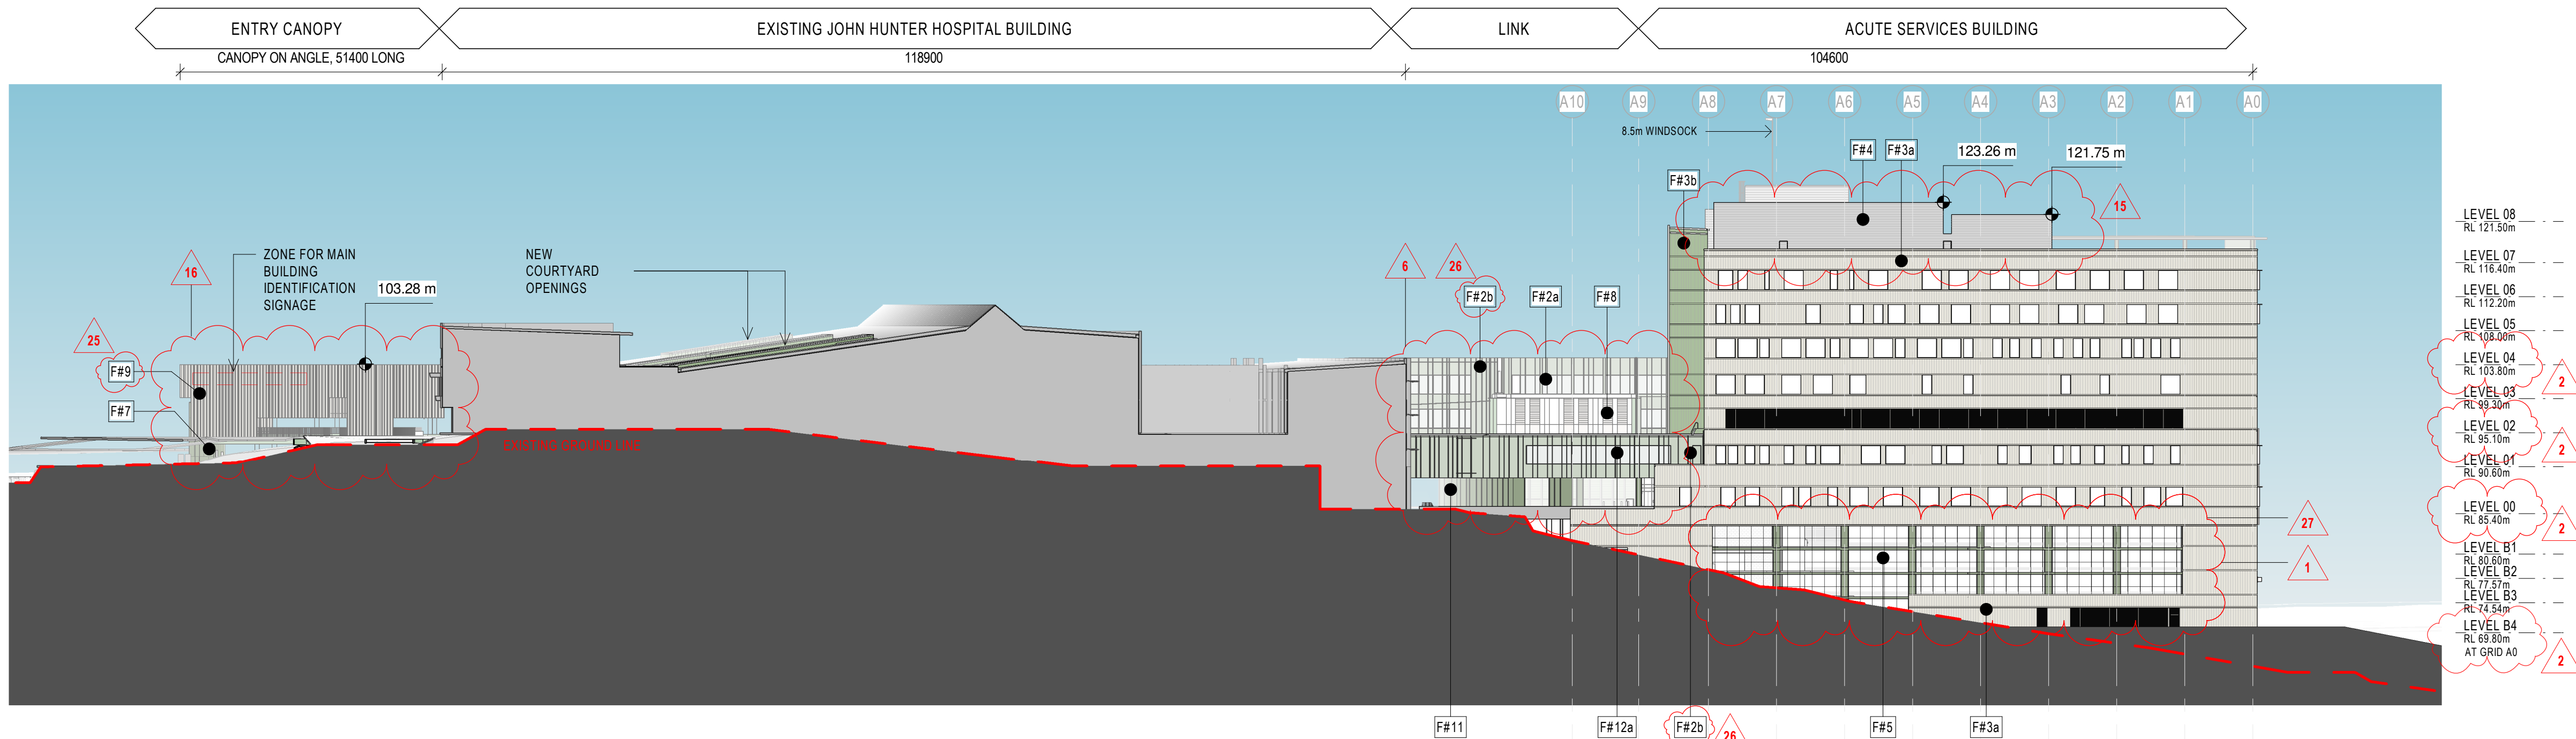 ENTRY CANOPY
EXISTING JOHN HUNTER HOSPITAL BUILDING
LINK
ACUTE SERVICES BUILDING
CANOPY ON ANGLE, 51400 LONG
118900
104600
A10
A9
A8
A7
A6
A5
A4
A3
A2
A1
A0
8.5m WINDSOCK
F#4
F#3a
123.26 m
121.75 m
F#3b
15
16
ZONE FOR MAIN
BUILDING
IDENTIFICATION
SIGNAGE
103.28 m
NEW
COURTYARD
OPENINGS
6
26
F#2b
F#2a
F#8
25
F#9
F#7
EXISTING GROUND LINE
LEVEL 08
RL 121.50m
LEVEL 07
RL 116.40m
LEVEL 06
RL 112.20m
LEVEL 05
RL 108.00m
LEVEL 04
RL 103.80m
2
LEVEL 03
RL 99.30m
LEVEL 02
RL 95.10m
2
LEVEL 01
RL 90.60m
LEVEL 00
RL 85.40m
2
27
LEVEL B1
RL 80.60m
1
LEVEL B2
RL 77.57m
LEVEL B3
RL 74.54m
LEVEL B4
RL 69.80m
AT GRID A0
2
F#11
F#12a
F#2b
26
F#5
F#3a